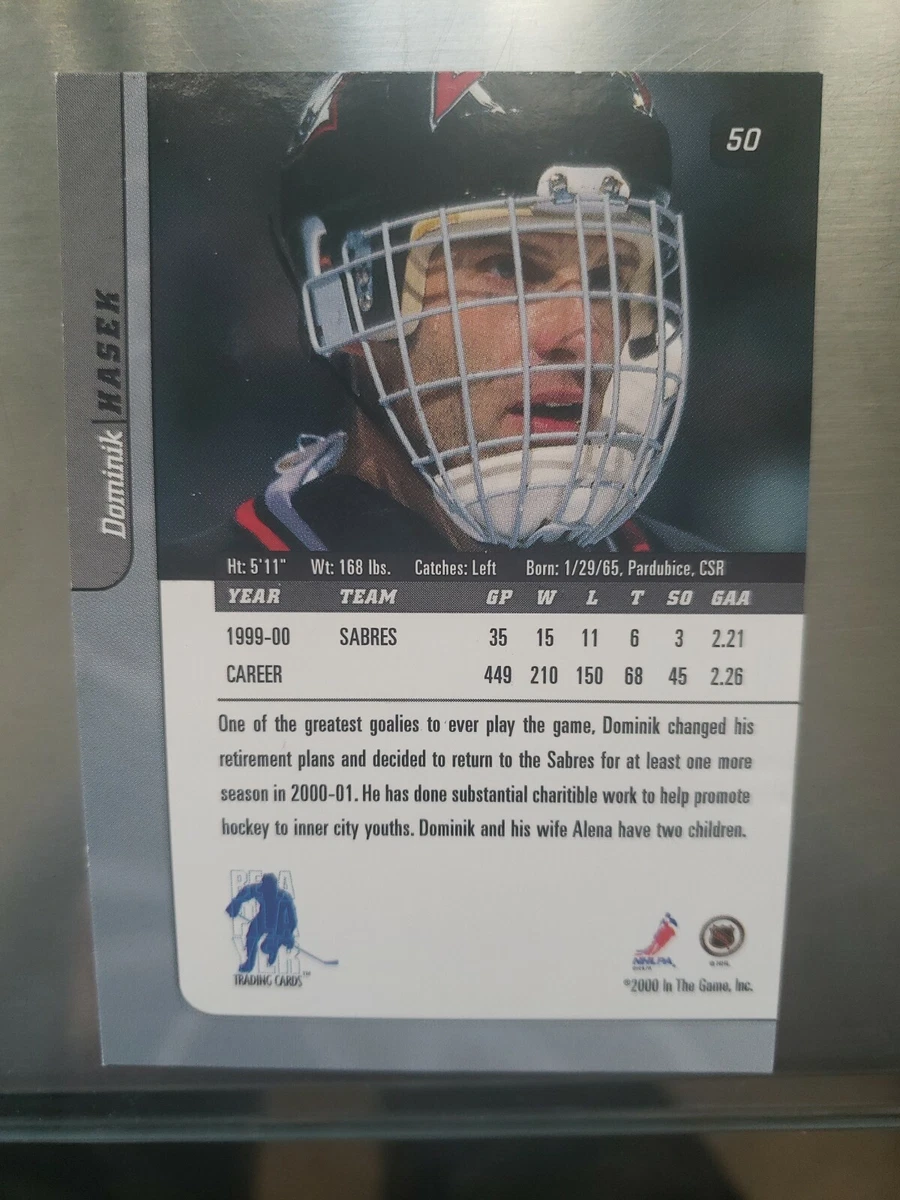 50
Dominik HASEK
Ht: 5'11" Wt: 168 lbs. Catches: Left Born: 1/29/65, Pardubice, CSR
YEAR TEAM GP W L T SO GAA
1999-00 SABRES 35 15 11 6 3 2.21
CAREER 449 210 150 68 45 2.26
One of the greatest goalies to ever play the game, Dominik changed his
retirement plans and decided to return to the Sabres for at least one more
season in 2000-01. He has done substantial charitible work to help promote
hockey to inner city youths. Dominik and his wife Alena have two children.
BE A
PLAYER
TRADING CARDS™
NHLPA
©NHL
©2000 In The Game, Inc.